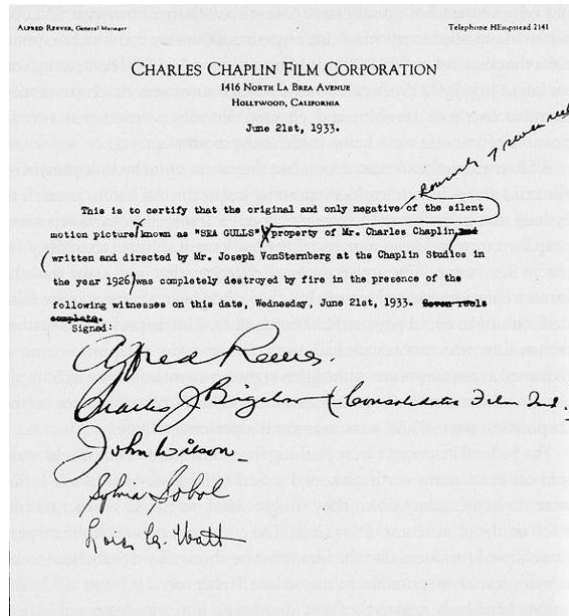 ALFRED REEVES, General Manager
Telephone HEmpstead 2141
CHARLES CHAPLIN FILM CORPORATION
1416 NORTH LA BREA AVENUE
HOLLYWOOD, CALIFORNIA
June 21st, 1933.
This is to certify that the original and only negative of the silent
picture known as "SEA GULLS" property of Mr. Charles Chaplin, and
written and directed by Mr. Joseph VonSternberg at the Chaplin Studios in
the year 1926 was completely destroyed by fire in the presence of the
following witnesses on this date, Wednesday, June 21st, 1933. Seven reels
complete.
Signed:
Alfred Reeves.
Charles J Bigelow (Consolidated Film Ind.
John Wilson
Sylvia Sobol